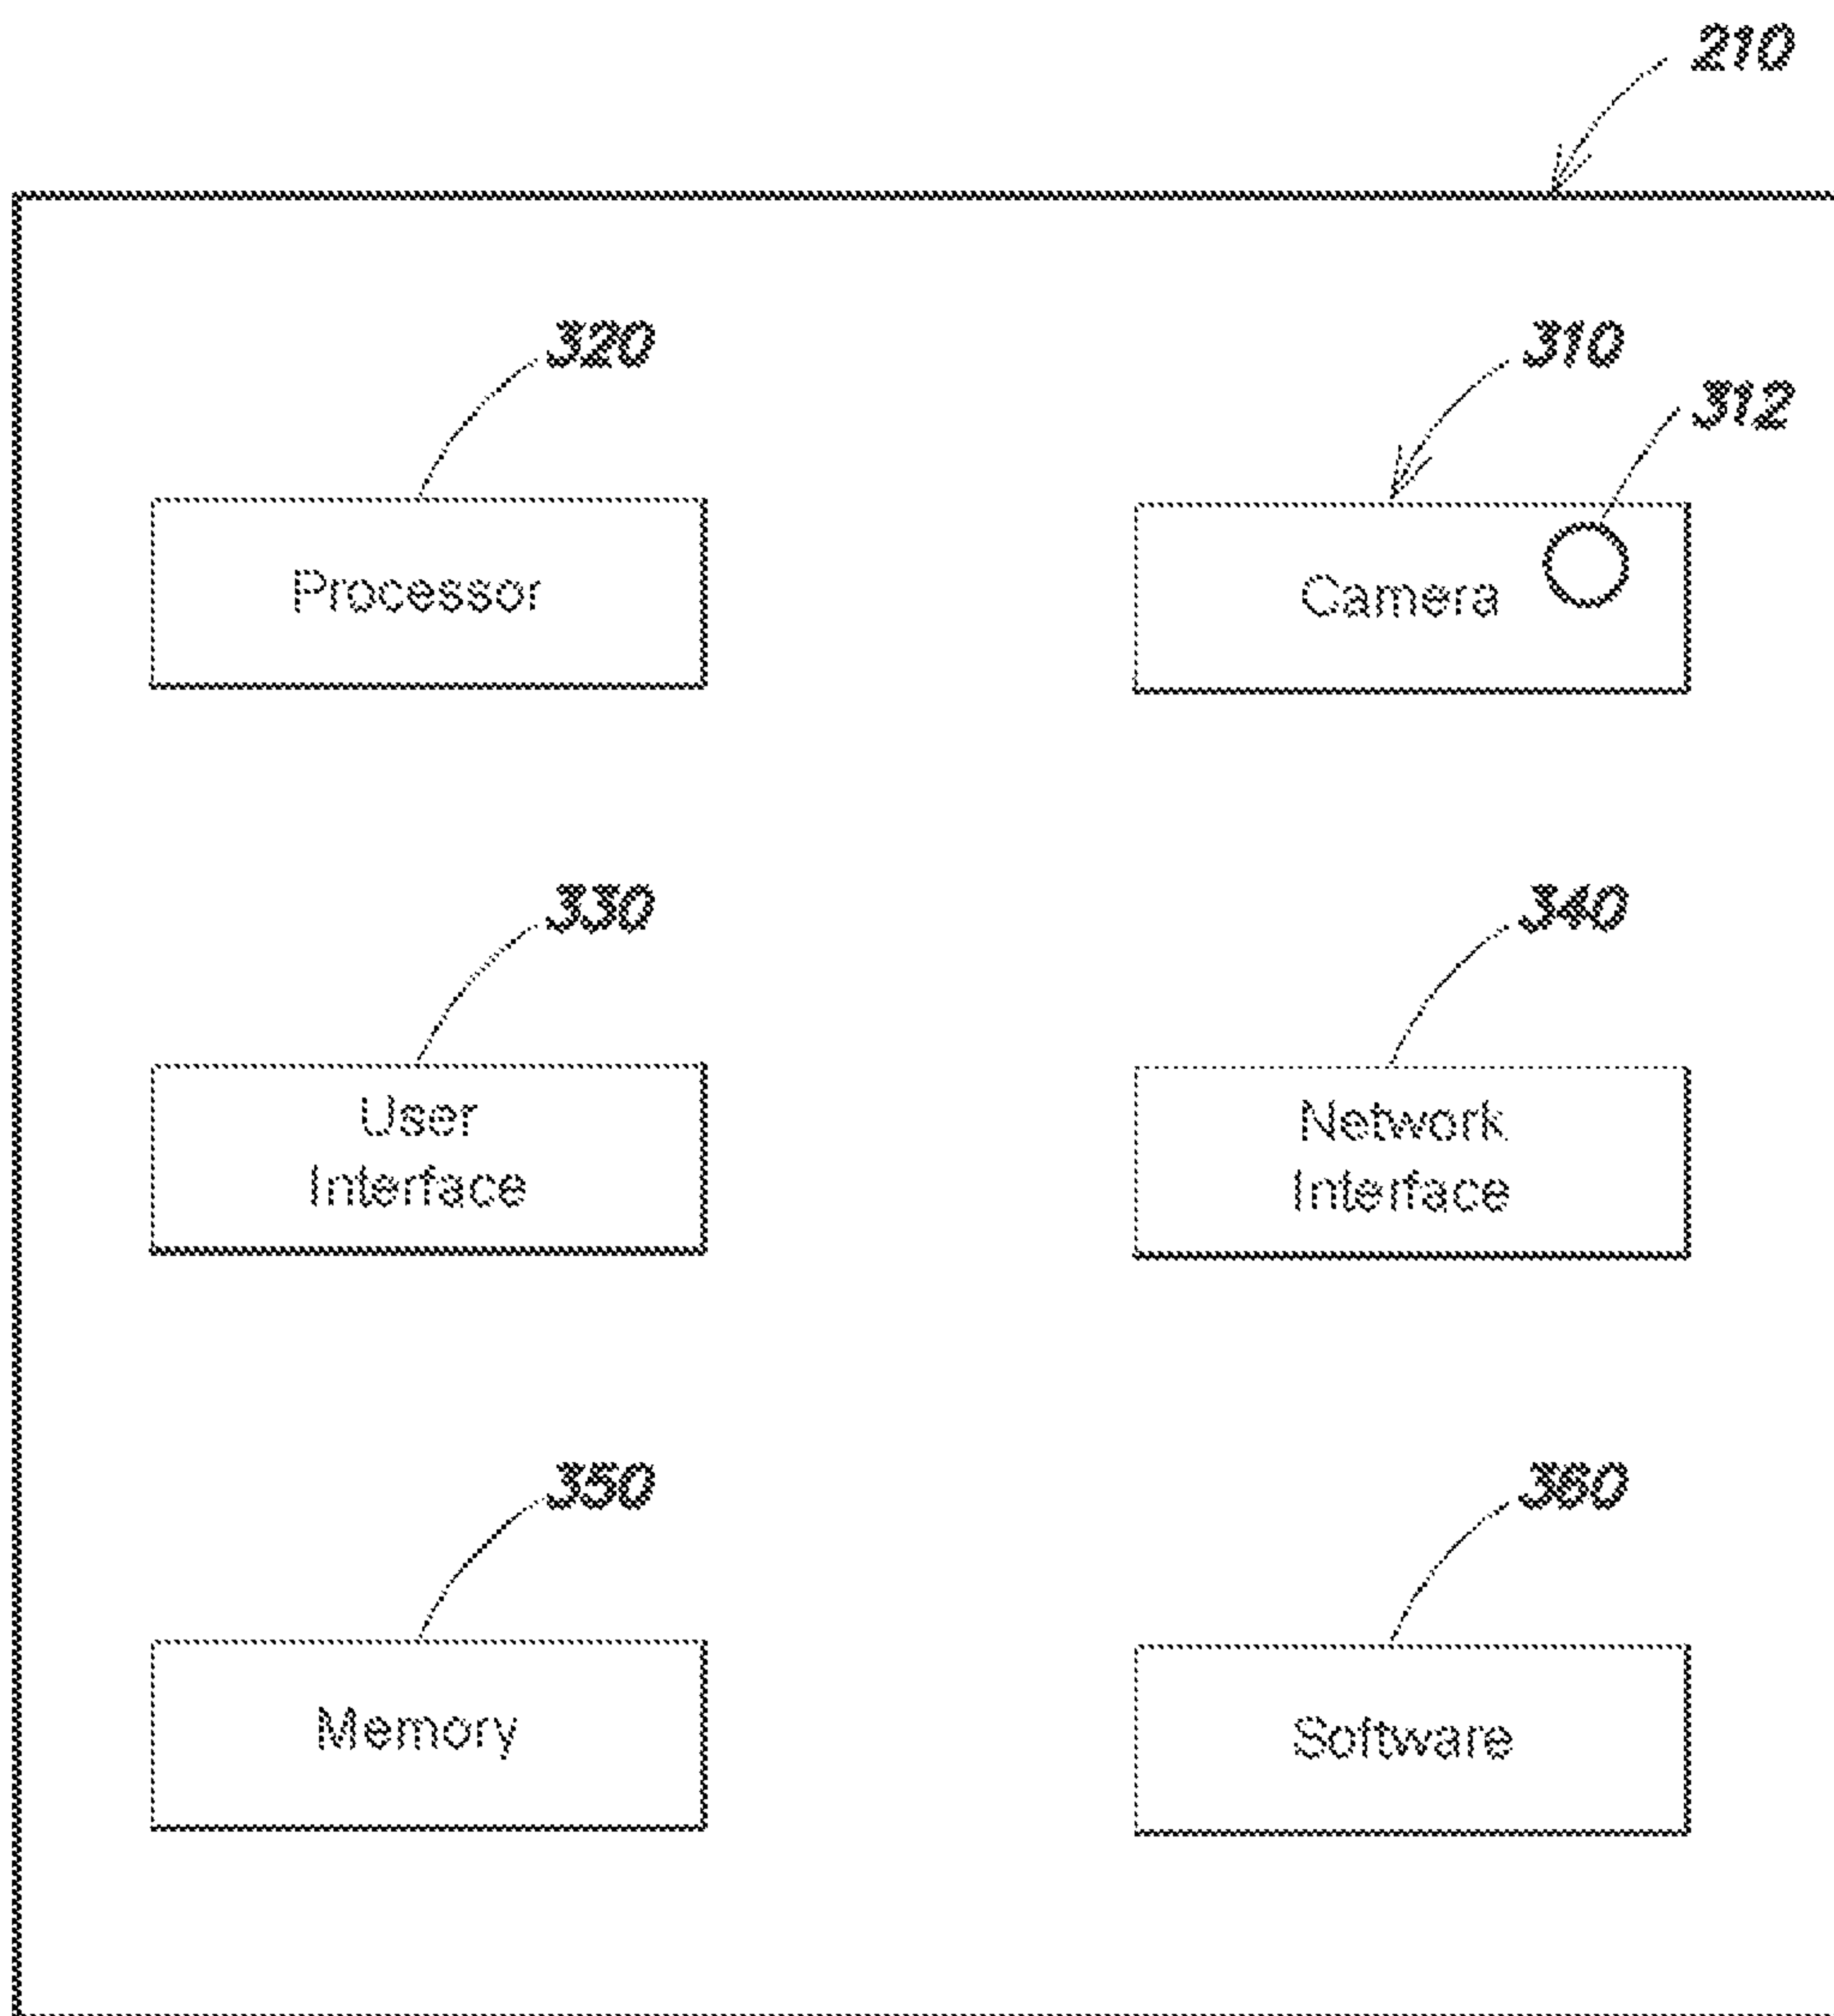 210
320
310
312
Processor
Camera
330
340
User
Interface
Network
Interface
350
360
Memory
Software